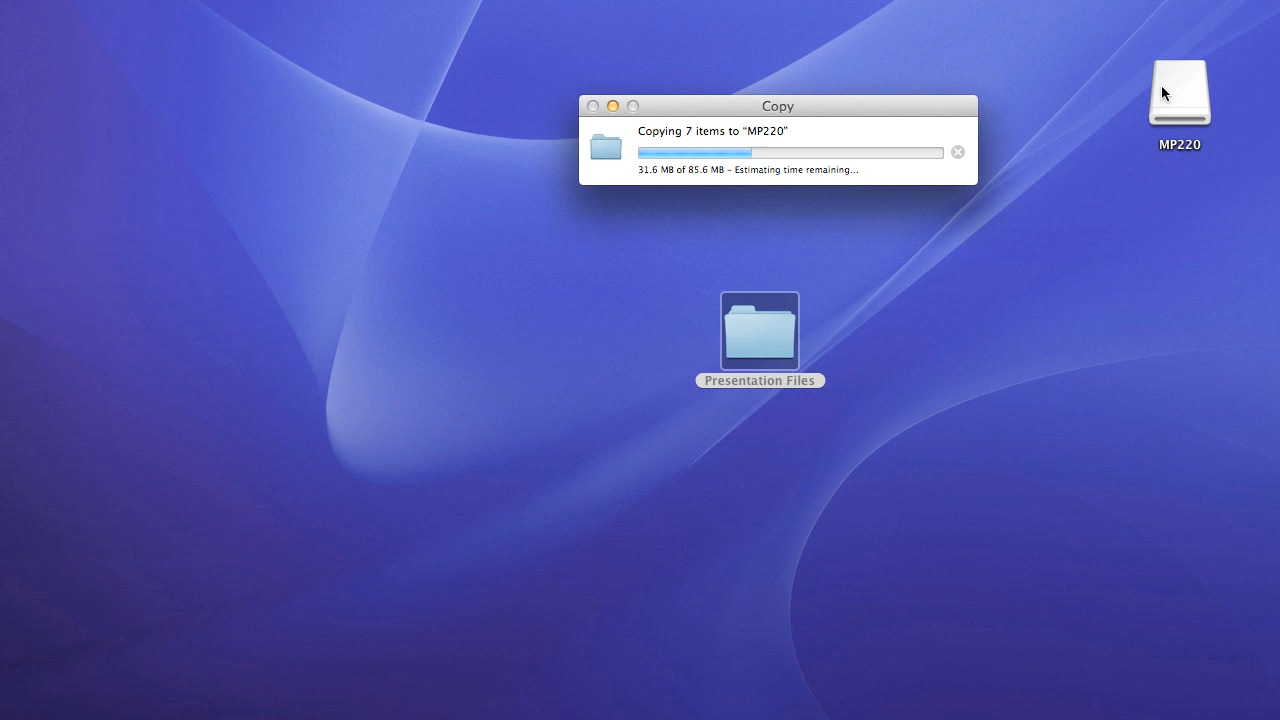 Copy
Copying 7 items to “MP220”
31.6 MB of 85.6 MB – Estimating time remaining...
MP220
Presentation Files